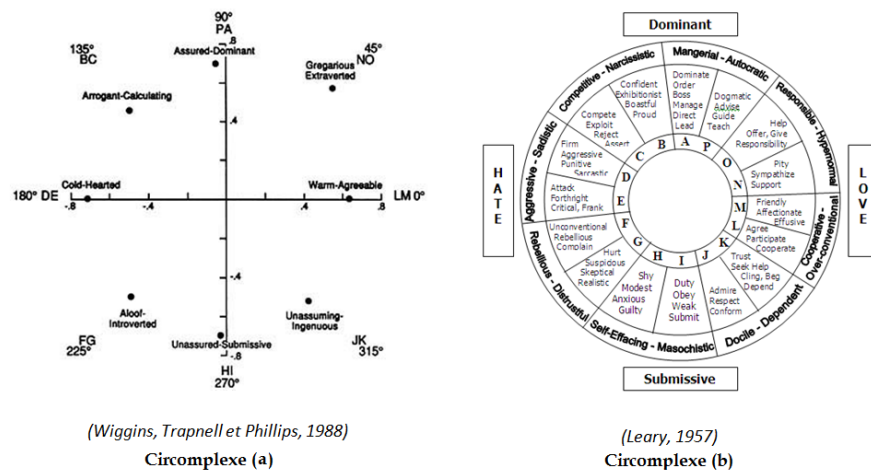 90°
PA
.8
Assured-Dominant
135°
BC
45°
NO
Gregarious
Extraverted
Arrogant-Calculating
.4
180° DE
Cold-Hearted
Warm-Agreeable
LM 0°
-.8
-.4
.4
.8
-.4
Aloof-
Introverted
Unassuming-
Ingenuous
FG
225°
Unassured-Submissive
-.8
JK
315°
HI
270°
(Wiggins, Trapnell et Phillips, 1988)
Circomplexe (a)
Dominant
Competitive - Narcissistic
Mangerial - Autocratic
Responsible - Hypernormal
Cooperative -
Over-conventional
Docile - Dependent
Self-Effacing - Masochistic
Rebellious - Distrustful
Aggressive - Sadistic
HATE
LOVE
Confident
Exhibitionist
Boastful
Proud
Dominate
Order
Boss
Manage
Direct
Lead
Dogmatic
Advise
Guide
Teach
Compete
Exploit
Reject
Assert
Help
Offer, Give
Responsibility
Firm
Aggressive
Punitive
Sarcastic
Pity
Sympathize
Support
Attack
Forthright
Critical, Frank
Friendly
Affectionate
Effusive
Unconventional
Rebellious
Complain
Agree
Participate
Cooperate
Hurt
Suspidous
Skeptical
Realistic
Trust
Seek Help
Cling, Beg
Depend
Shy
Modest
Anxious
Guilty
Duty
Obey
Weak
Submit
Admire
Respect
Conform
A
P
O
N
M
L
K
J
I
H
G
F
E
D
C
B
Submissive
(Leary, 1957)
Circomplexe (b)